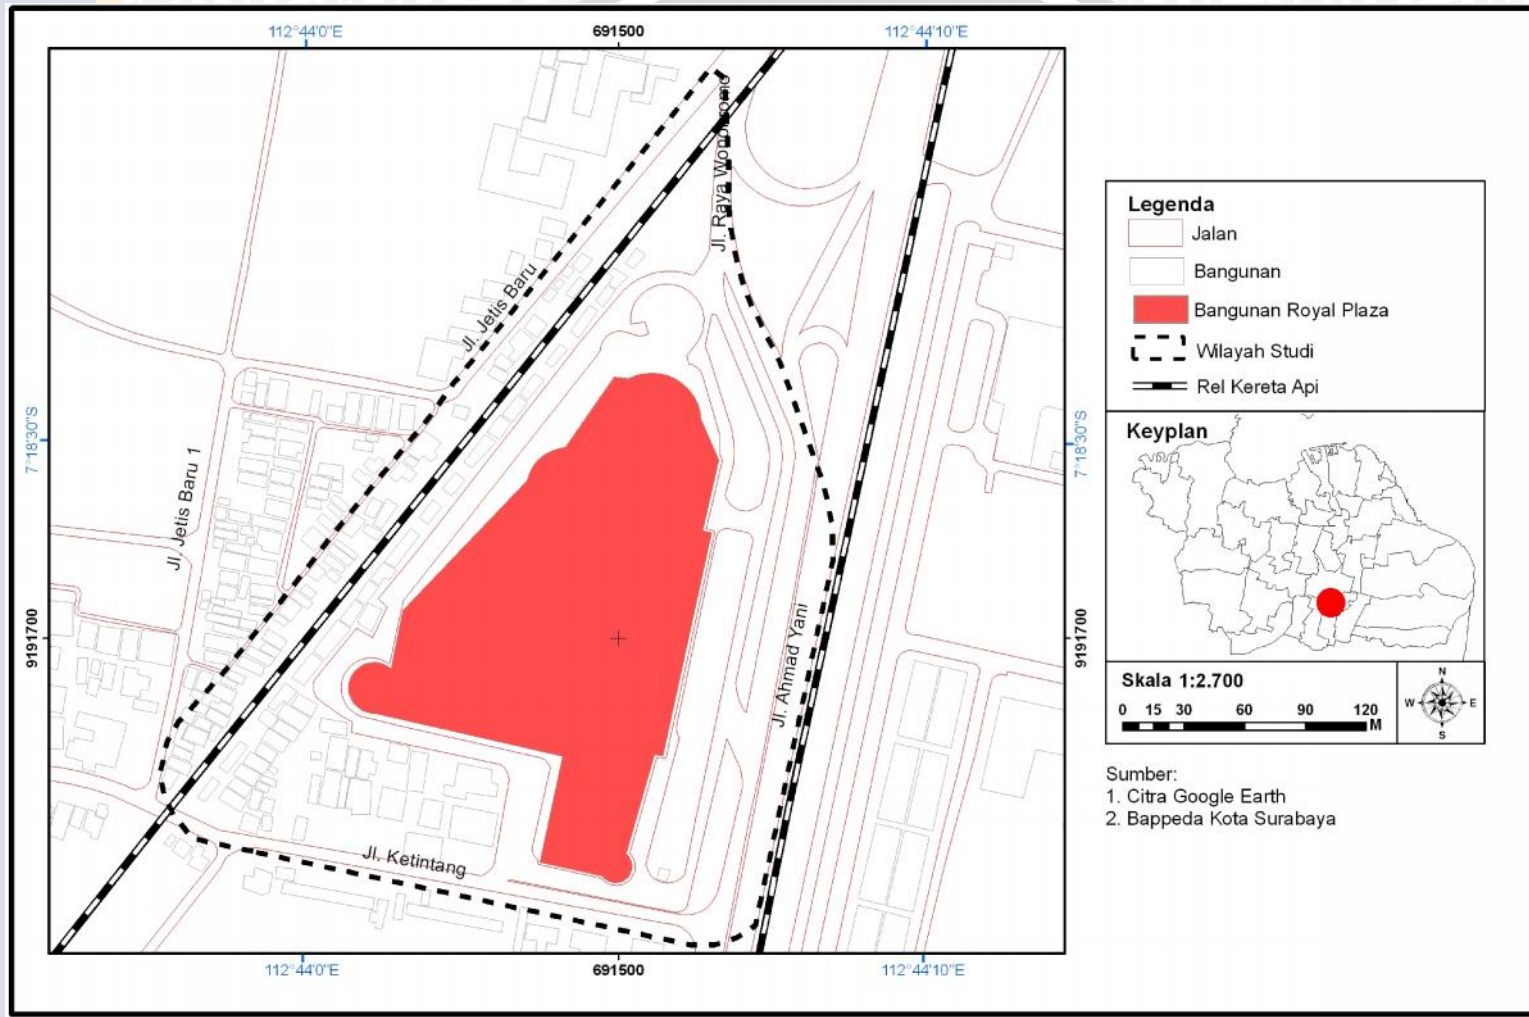 112°44'0"E
691500
112°44'10"E
7°18'30"S
9191700
Jl. Raya Wonokromo
Jl. Jetis Baru
Jl. Jetis Baru 1
Jl. Ahmad Yani
Jl. Ketintang
7°18'30"S
9191700
112°44'0"E
691500
112°44'10"E
Legenda
Jalan
Bangunan
Bangunan Royal Plaza
Wilayah Studi
Rel Kereta Api
Keyplan
Skala 1:2.700
0 15 30 60 90 120
M
N
W E
S
Sumber:
1. Citra Google Earth
2. Bappeda Kota Surabaya